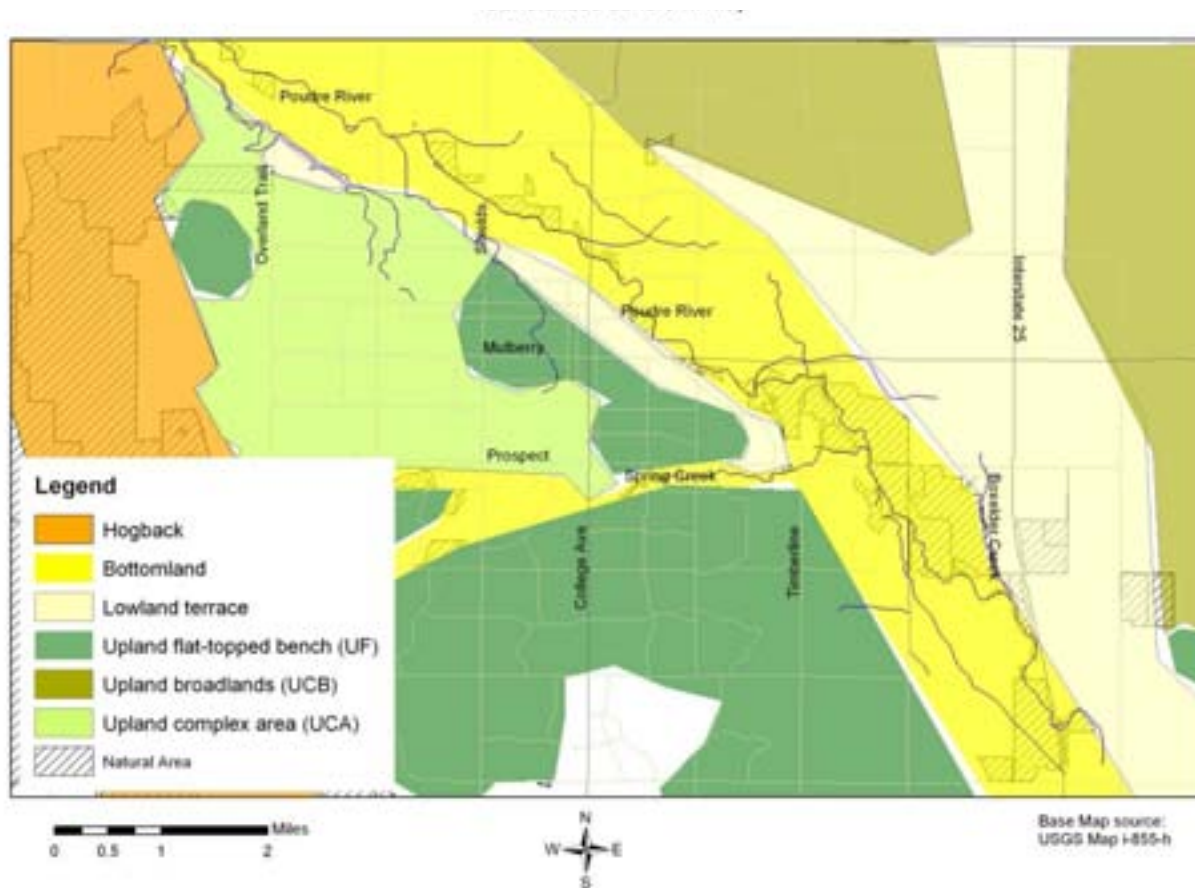 Poudre River
Overland Trail
Shields
Interstate 25
Poudre River
Mulberry
Prospect
Spring Creek
Boxelder Creek
College Ave
Timberline
Legend
Hogback
Bottomland
Lowland terrace
Upland flat-topped bench (UF)
Upland broadlands (UCB)
Upland complex area (UCA)
Natural Area
Miles
0 0.5 1 2
N
W E
S
Base Map source:
USGS Map i-855-h